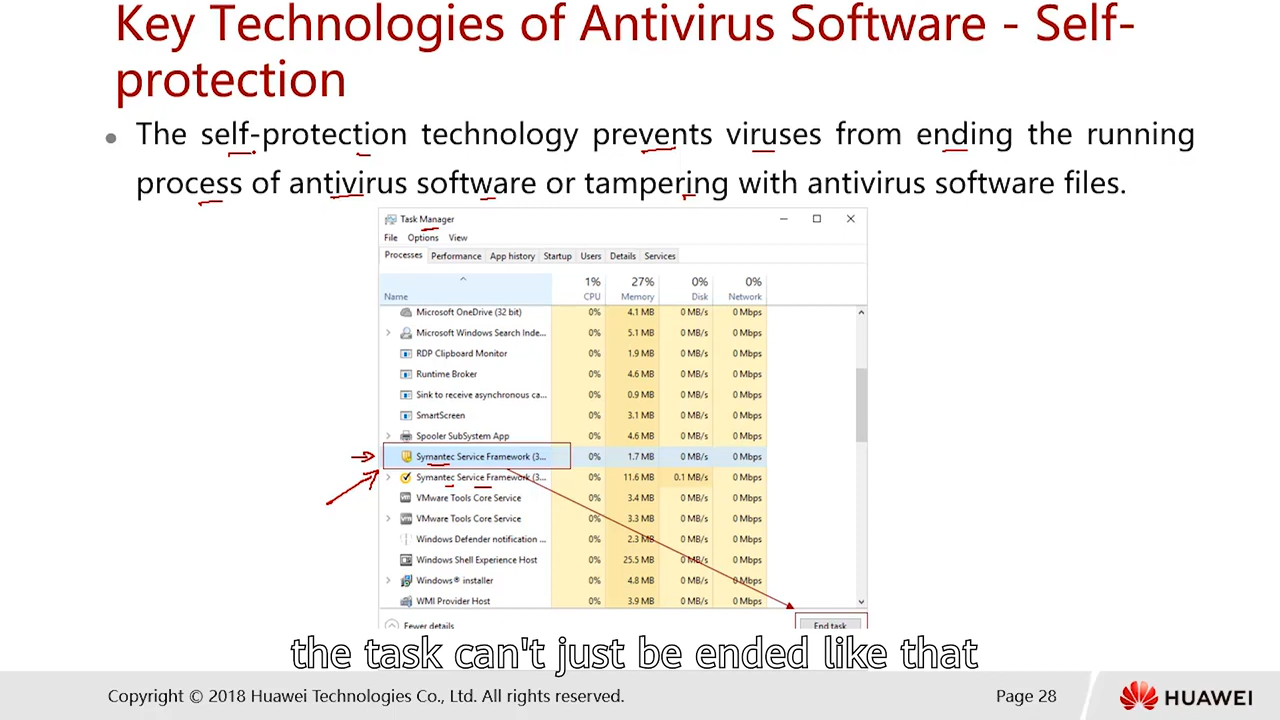 Key Technologies of Antivirus Software - Self-
protection
The self-protection technology prevents viruses from ending the running
process of antivirus software or tampering with antivirus software files.
Task Manager
File Options View
Processes Performance App history Startup Users Details Services
1% 27% 0% 0%
Name CPU Memory Disk Network
Microsoft OneDrive (32 bit) 0% 4.1 MB 0 MB/s 0 Mbps
Microsoft Windows Search Inde... 0% 5.1 MB 0 MB/s 0 Mbps
RDP Clipboard Monitor 0% 1.9 MB 0 MB/s 0 Mbps
Runtime Broker 0% 4.6 MB 0 MB/s 0 Mbps
Sink to receive asynchronous ca... 0% 0.9 MB 0 MB/s 0 Mbps
SmartScreen 0% 3.1 MB 0 MB/s 0 Mbps
Spooler SubSystem App 0% 4.6 MB 0 MB/s 0 Mbps
Symantec Service Framework (3... 0% 1.7 MB 0 MB/s 0 Mbps
Symantec Service Framework (3... 0% 11.6 MB 0.1 MB/s 0 Mbps
VMware Tools Core Service 0% 3.4 MB 0 MB/s 0 Mbps
VMware Tools Core Service 0% 3.3 MB 0 MB/s 0 Mbps
Windows Defender notification ... 0% 2.3 MB 0 MB/s 0 Mbps
Windows Shell Experience Host 0% 25.5 MB 0 MB/s 0 Mbps
Windows® installer 0% 4.8 MB 0 MB/s 0 Mbps
WMI Provider Host 0% 3.9 MB 0 MB/s 0 Mbps
Fewer details End task
the task can't just be ended like that
Copyright © 2018 Huawei Technologies Co., Ltd. All rights reserved. Page 28 HUAWEI